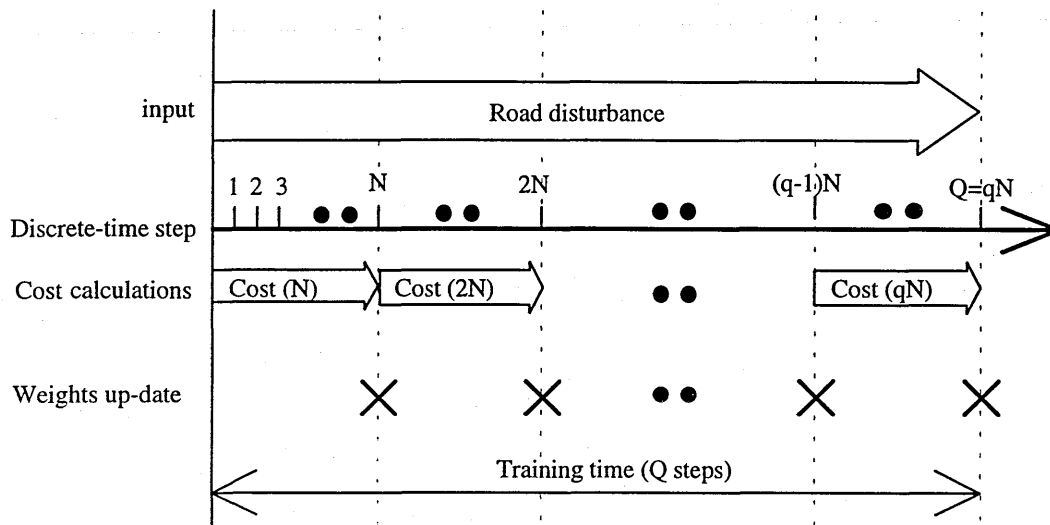 input
Road disturbance
1 2 3 N 2N (q-1)N Q=qN
Discrete-time step
Cost calculations Cost (N) Cost (2N) Cost (qN)
Weights up-date
Training time (Q steps)